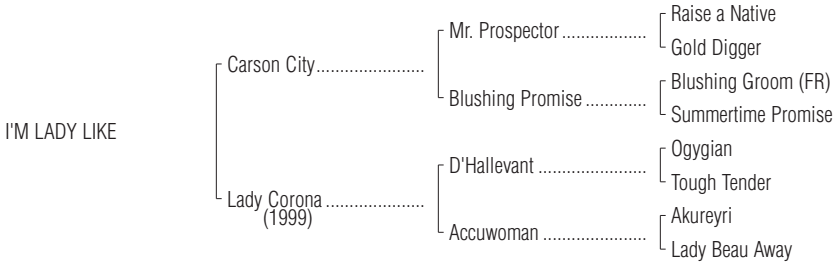 Raise a Native
Mr. Prospector.................
Gold Digger
Carson City.......................
Blushing Groom (FR)
Blushing Promise .............
Summertime Promise
I'M LADY LIKE
Ogygian
D'Hallevant .......................
Tough Tender
Lady Corona .....................
(1999)
Akureyri
Accuwoman ......................
Lady Beau Away